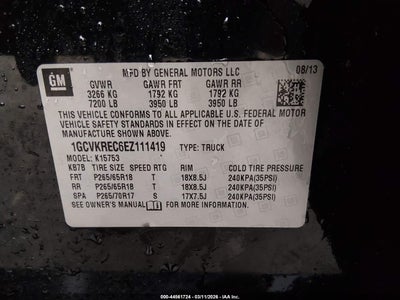 GM
MFD BY GENERAL MOTORS LLC 08/13
GVWR GAWR FRT GAWR RR
3266 KG 1792 KG 1792 KG
7200 LB 3950 LB 3950 LB
THIS VEHICLE CONFORMS TO ALL APPLICABLE U.S. FEDERAL MOTOR
VEHICLE SAFETY STANDARDS IN EFFECT ON THE DATE OF
MANUFACTURE SHOWN ABOVE.
1GCVKREC6EZ111419 TYPE: TRUCK
MODEL: K15753
KB7B TIRE SIZE SPEED RTG RIM COLD TIRE PRESSURE
FRT P265/65R18 T 18X8.5J 240KPA(35PSI)
RR P265/65R18 T 18X8.5J 240KPA(35PSI)
SPA P265/70R17 S 17X7.5J 240KPA(35PSI)
SEE OWNER'S MANUAL FOR MORE INFORMATION.
000-44561724 - 03/11/2026 - IAAHQ